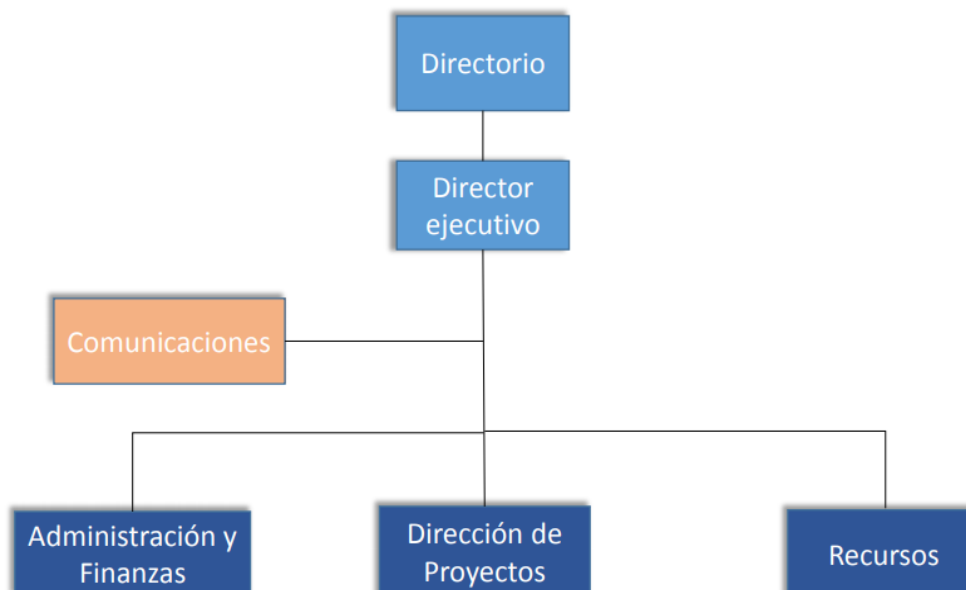 Directorio
Director
ejecutivo
Comunicaciones
Administración y
Finanzas
Dirección de
Proyectos
Recursos